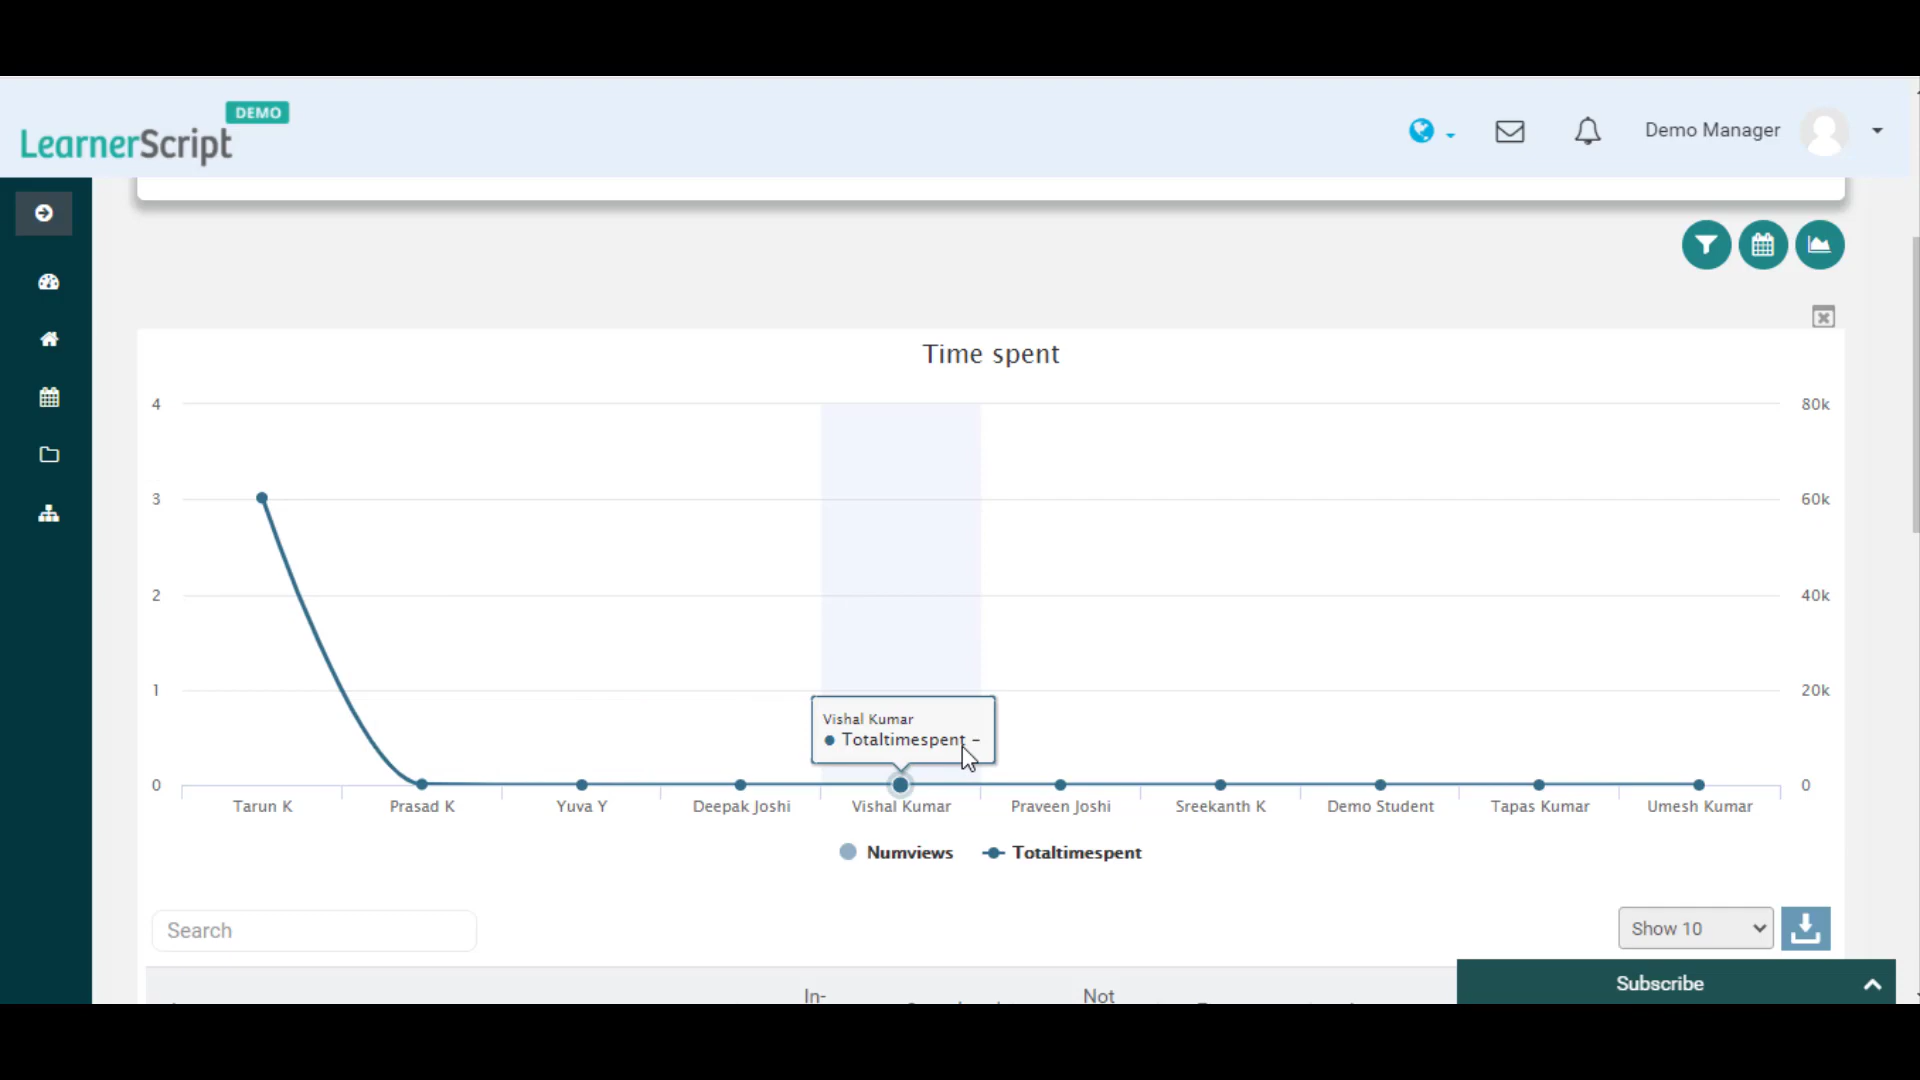 DEMO
LearnerScript
Demo Manager
Time spent
4
80k
3
60k
2
40k
1
20k
Vishal Kumar
Totaltimespent -
0
0
Tarun K
Prasad K
Yuva Y
Deepak Joshi
Vishal Kumar
Praveen Joshi
Sreekanth K
Demo Student
Tapas Kumar
Umesh Kumar
Numviews
Totaltimespent
Search
Show 10
Subscribe
In-
Not